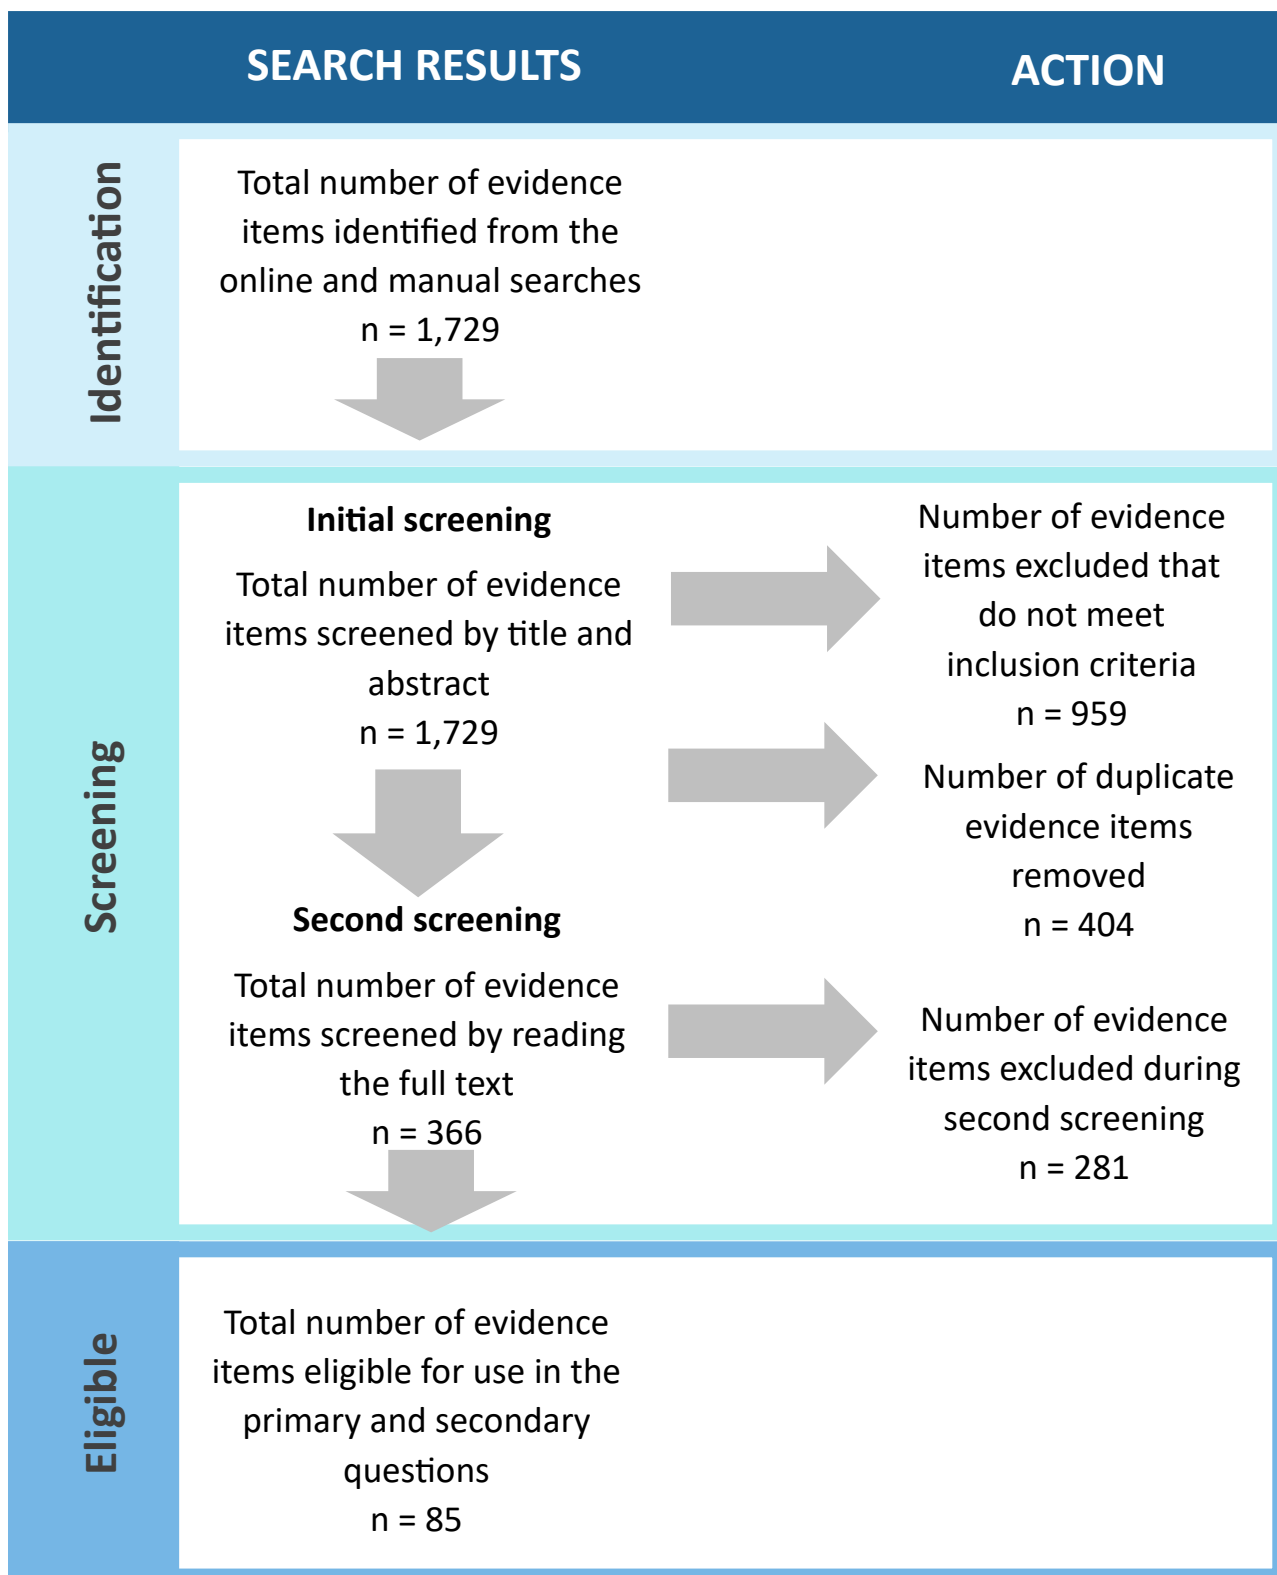 SEARCH RESULTS
ACTION
Identification
Total number of evidence
items identified from the
online and manual searches
n = 1,729
Screening
Initial screening
Total number of evidence
items screened by title and
abstract
n = 1,729
Number of evidence
items excluded that
do not meet
inclusion criteria
n = 959
Number of duplicate
evidence items
removed
n = 404
Second screening
Total number of evidence
items screened by reading
the full text
n = 366
Number of evidence
items excluded during
second screening
n = 281
Eligible
Total number of evidence
items eligible for use in the
primary and secondary
questions
n = 85